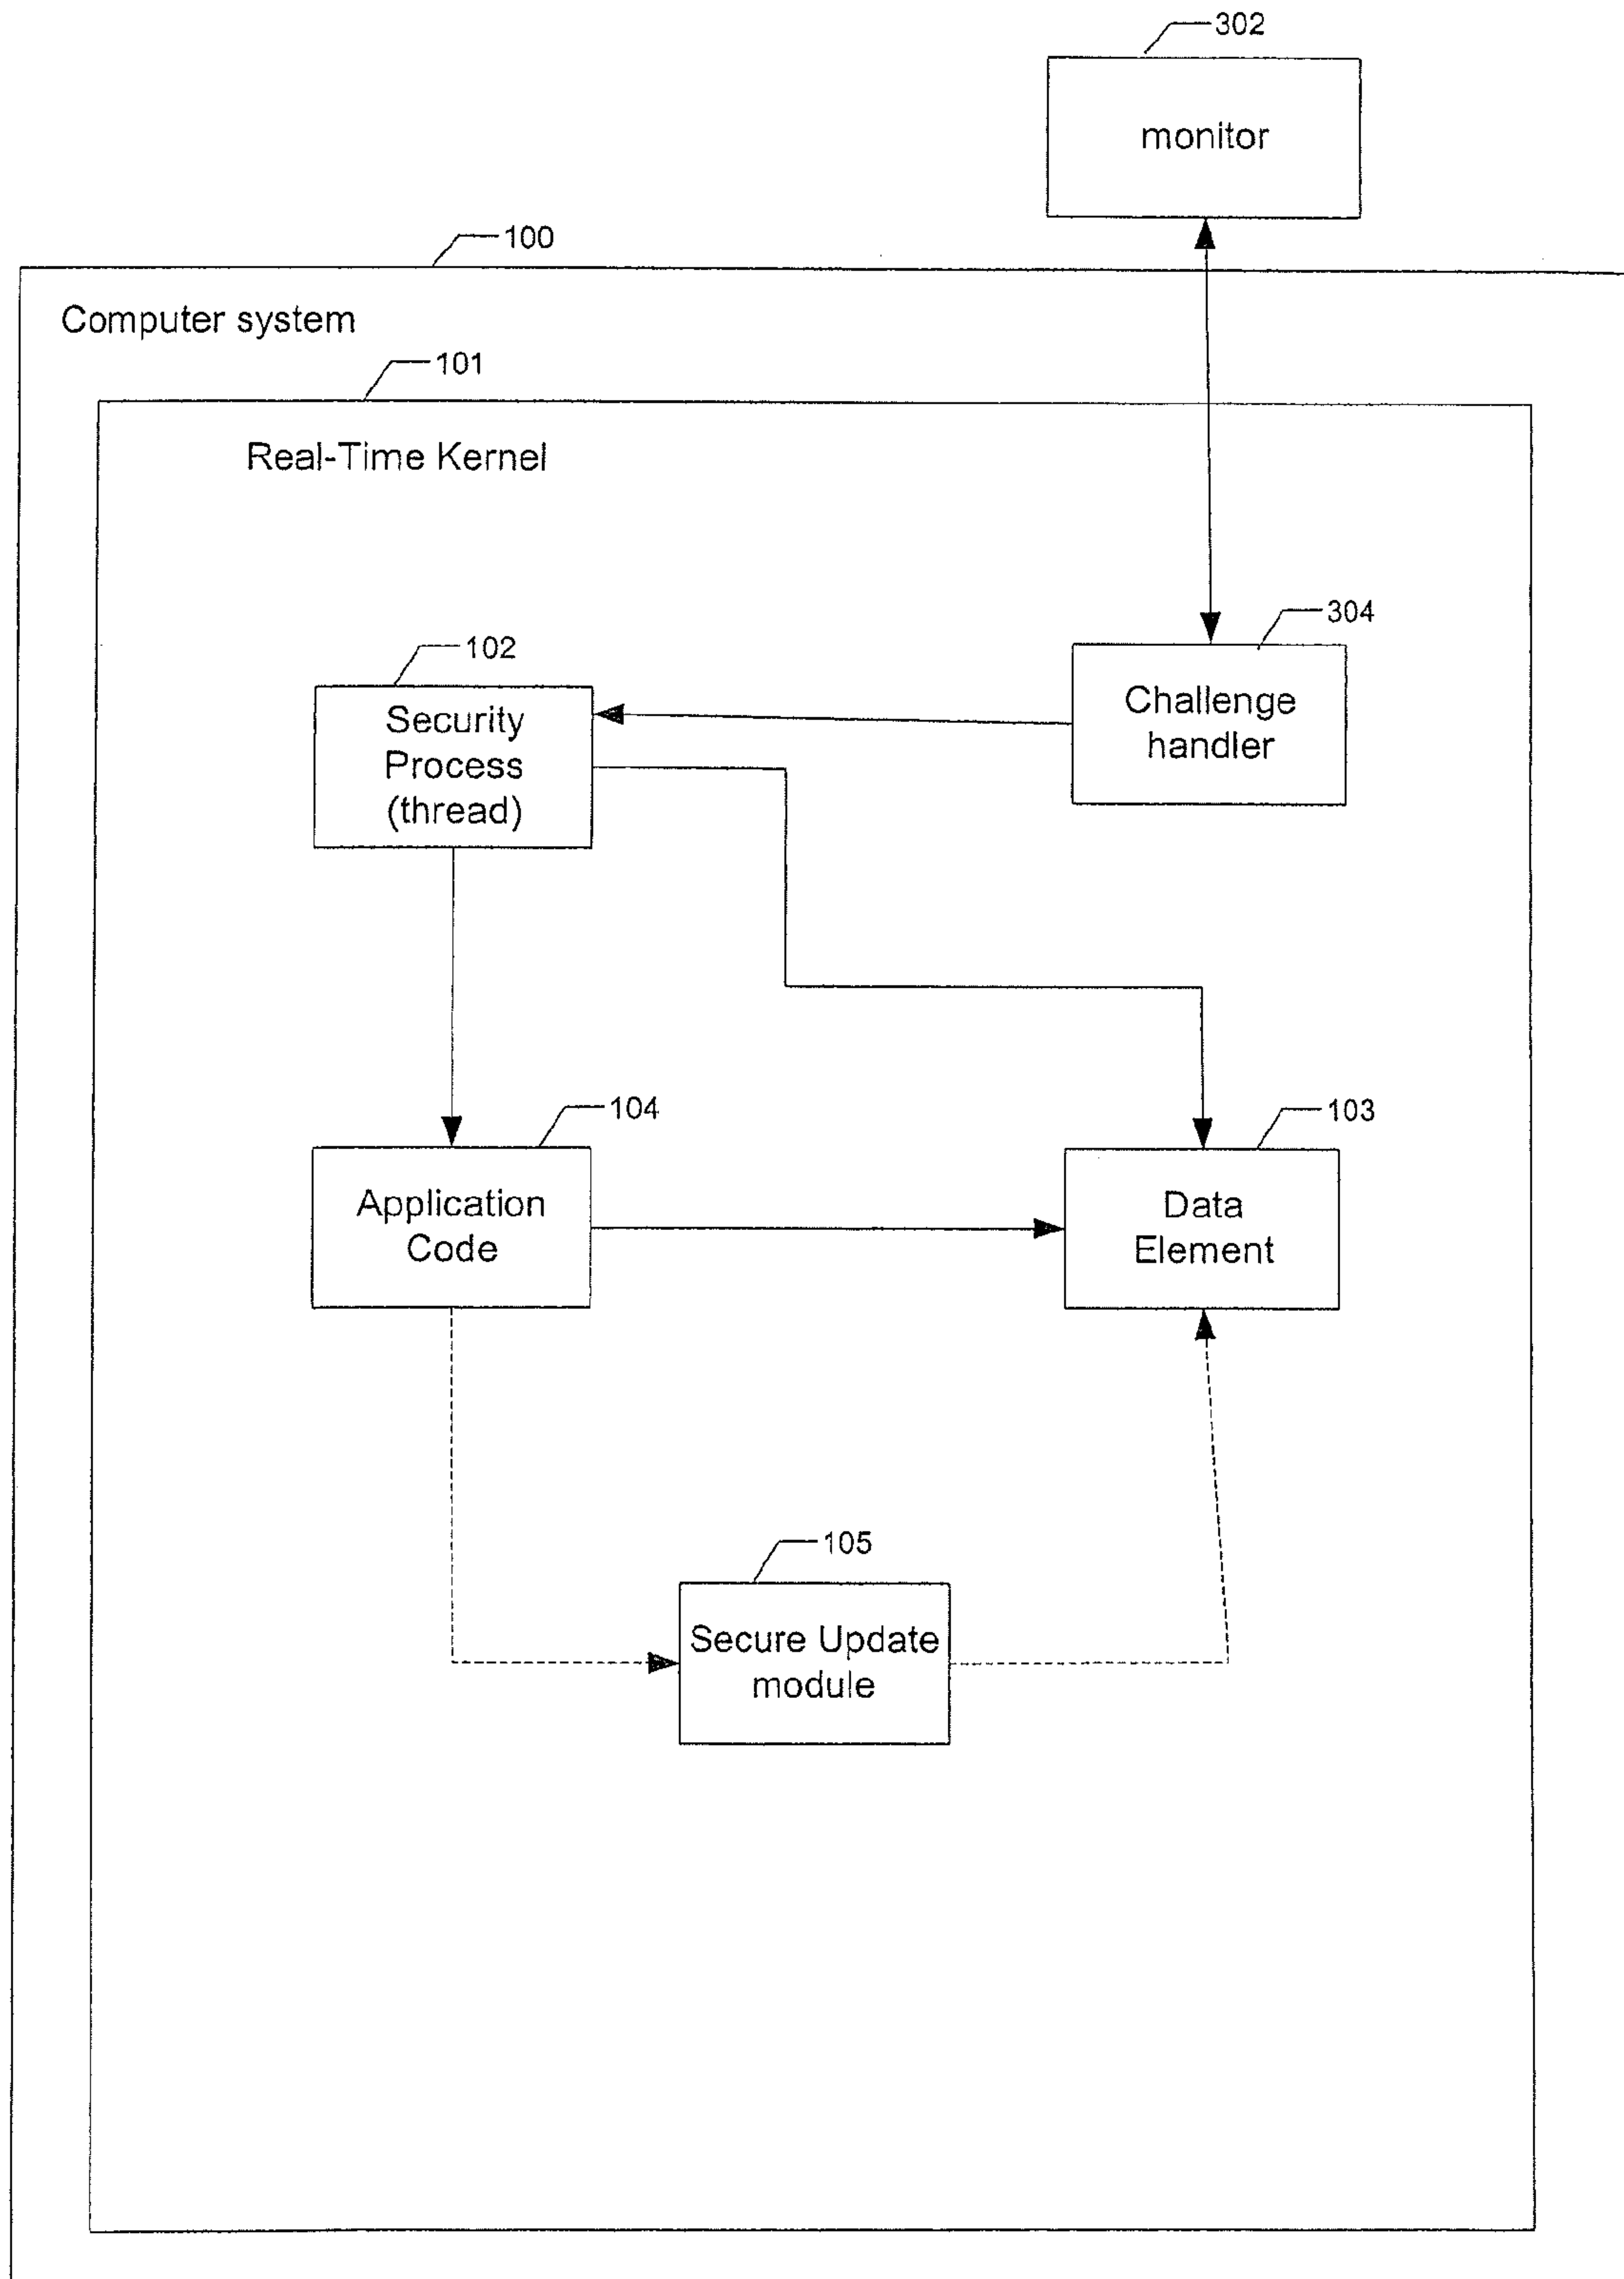 302
monitor
100
Computer system
101
Real-Time Kernel
304
102
Challenge
handler
Security
Process
(thread)
104
103
Application
Code
Data
Element
105
Secure Update
module